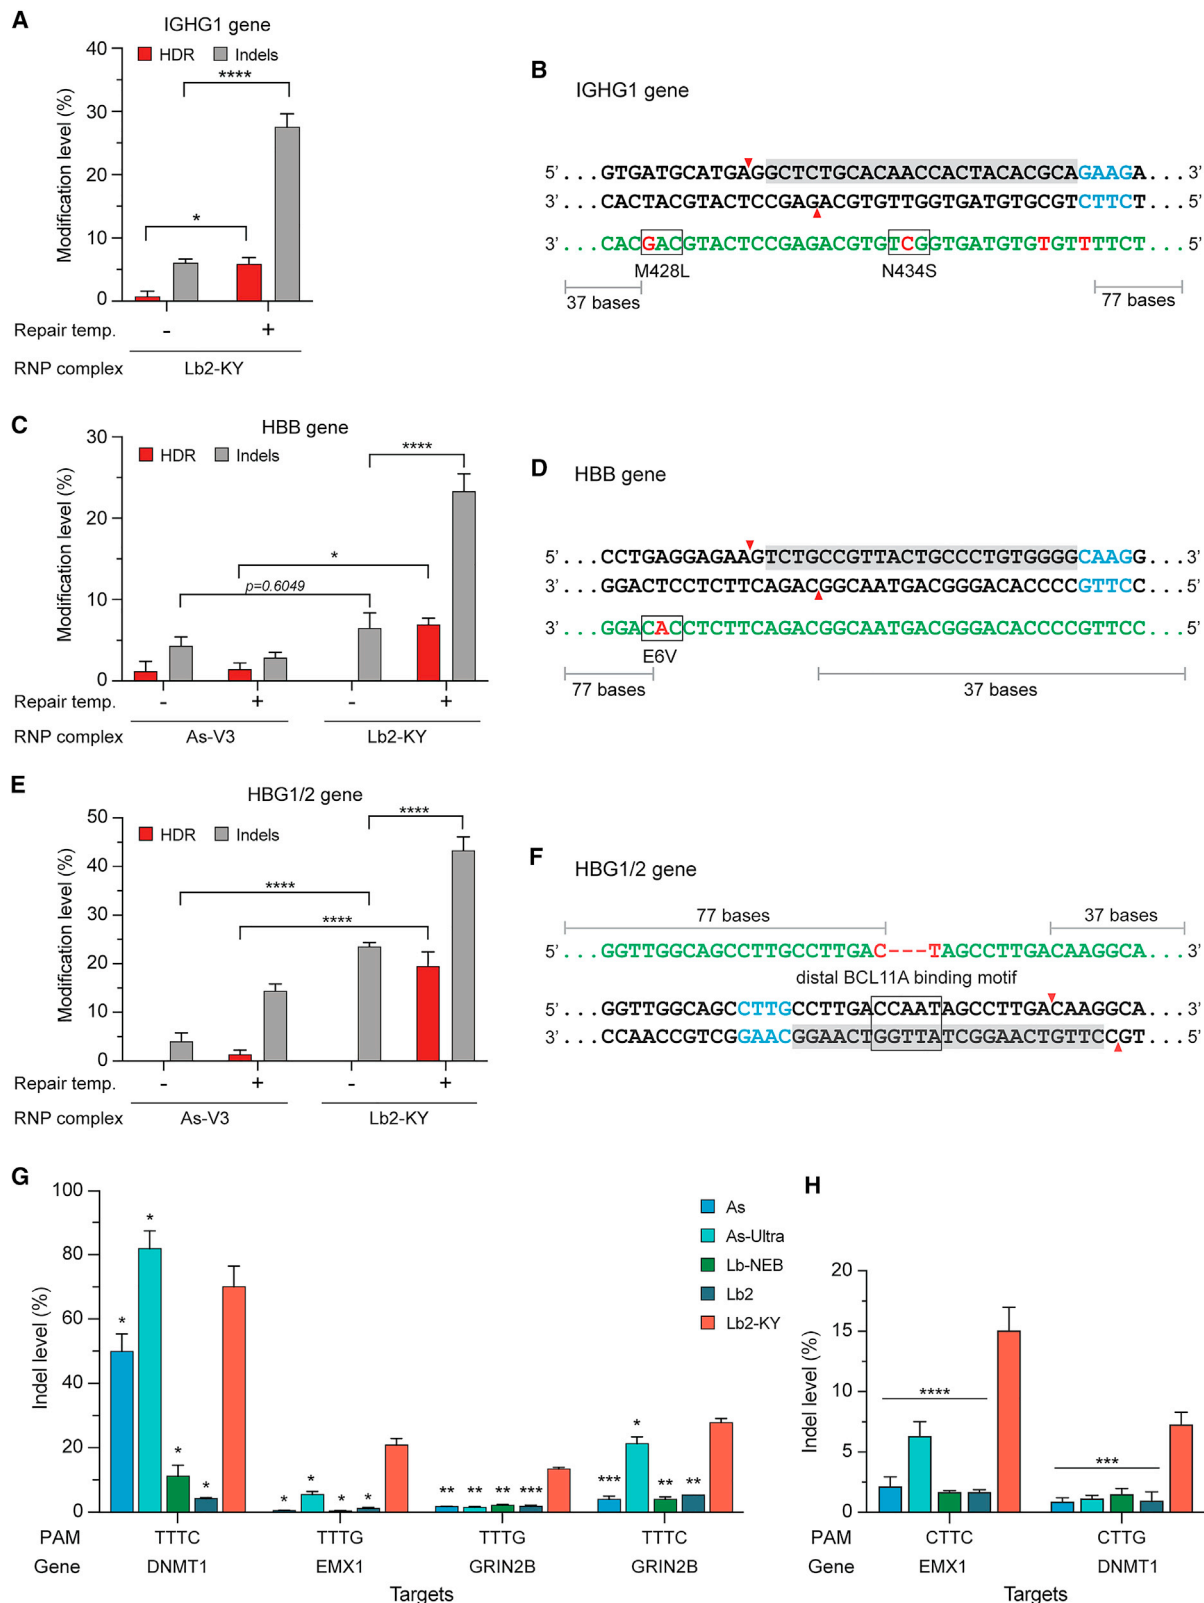 A
IGHG1 gene
HDR Indels
Modification level (%)
40
30
20
10
0
****
*
Repair temp. - +
RNP complex Lb2-KY
B
IGHG1 gene
5’ ...GTGATGCATGAGGCTCTGCACAACCACTACACGCAGAAGA... 3’
3’ ...CACTACGTACTCCGAGACGTGTTGGTGATGTGCGTCTTCT... 5’
3’ ...CACGACGTACTCCGAGACGTGTCGGTGATGTGTGTTTTCT... 5’
M428L N434S
37 bases 77 bases
C
HBB gene
HDR Indels
Modification level (%)
30
20
10
0
****
*
p=0.6049
Repair temp. - + - +
RNP complex As-V3 Lb2-KY
D
HBB gene
5’ ...CCTGAGGAGAAGTCTGCCGTTACTGCCCTGTGGGGCAAGG... 3’
3’ ...GGACTCCTCTTCAGACGGCAATGACGGGACACCCCGTTCC... 5’
3’ ...GGACACCTCTTCAGACGGCAATGACGGGACACCCCGTTCC... 5’
E6V
77 bases 37 bases
E
HBG1/2 gene
HDR Indels
Modification level (%)
50
40
30
20
10
0
****
****
****
Repair temp. - + - +
RNP complex As-V3 Lb2-KY
F
HBG1/2 gene
77 bases 37 bases
5’ ...GGTTGGCAGCCTTGCCTTGAC---TAGCCTTGACAAGGCA... 3’
distal BCL11A binding motif
5’ ...GGTTGGCAGCCTTGCCTTGACCAATAGCCTTGACAAGGCA... 3’
3’ ...CCAACCGTCGGAACGGAACTGGTTATCGGAACTGTTCCGT... 5’
G
Indel level (%)
100
80
60
40
20
0
* * * *
* * * *
** ** ** ***
*** * ** **
As
As-Ultra
Lb-NEB
Lb2
Lb2-KY
PAM TTTC TTTG TTTG TTTC
Gene DNMT1 EMX1 GRIN2B GRIN2B
Targets
H
Indel level (%)
20
15
10
5
0
****
***
PAM CTTC CTTG
Gene EMX1 DNMT1
Targets